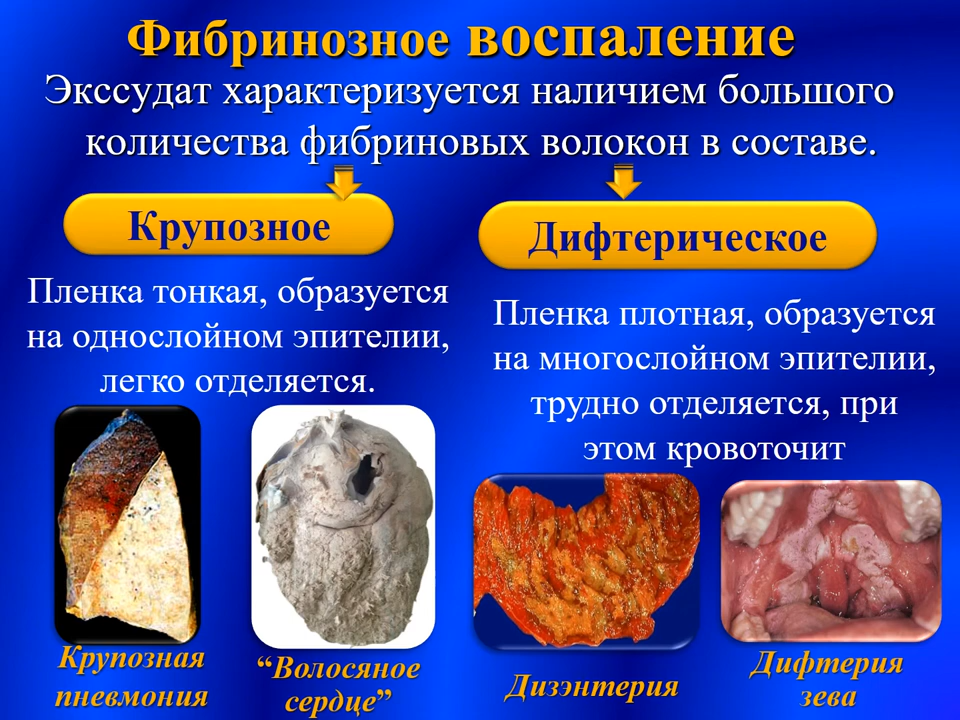 Фибринозное воспаление
Экссудат характеризуется наличием большого
количества фибриновых волокон в составе.
Крупозное
Пленка тонкая, образуется
на однослойном эпителии,
легко отделяется.
Крупозная
пневмония
“Волосяное
сердце”
Дифтерическое
Пленка плотная, образуется
на многослойном эпителии,
трудно отделяется, при
этом кровоточит
Дизэнтерия
Дифтерия
зева